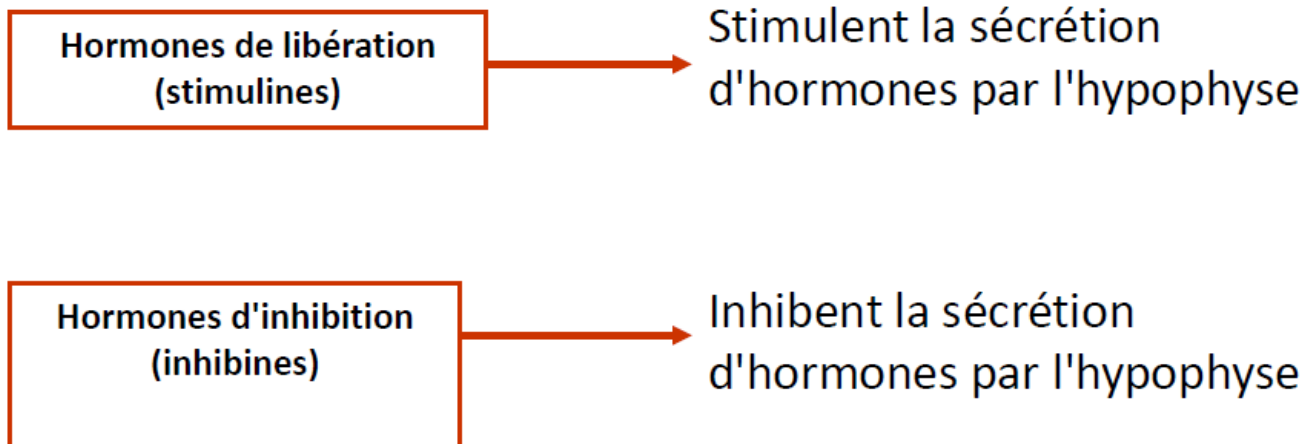 Hormones de libération
(stimulines)
Stimulent la sécrétion
d'hormones par l'hypophyse
Hormones d'inhibition
(inhibines)
Inhibent la sécrétion
d'hormones par l'hypophyse